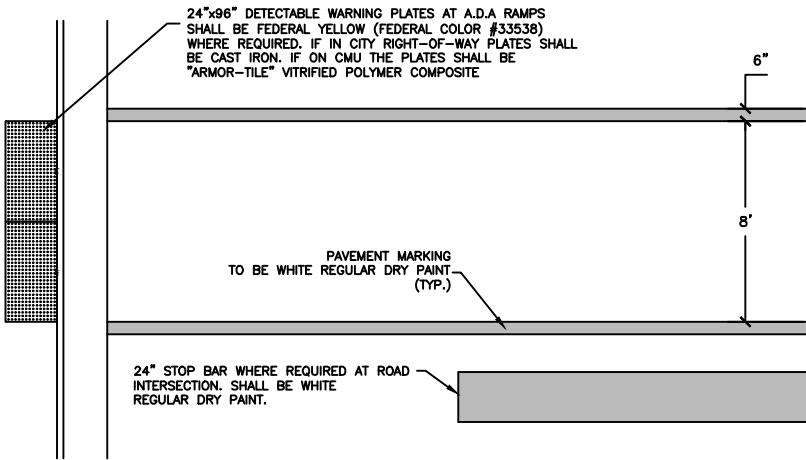 24"x96" DETECTABLE WARNING PLATES AT A.D.A RAMPS
SHALL BE FEDERAL YELLOW (FEDERAL COLOR #33538)
WHERE REQUIRED. IF IN CITY RIGHT-OF-WAY PLATES SHALL
BE CAST IRON. IF ON CMU THE PLATES SHALL BE
"ARMOR-TILE" VITRIFIED POLYMER COMPOSITE
6"
8'
PAVEMENT MARKING
TO BE WHITE REGULAR DRY PAINT
(TYP.)
24" STOP BAR WHERE REQUIRED AT ROAD
INTERSECTION. SHALL BE WHITE
REGULAR DRY PAINT.